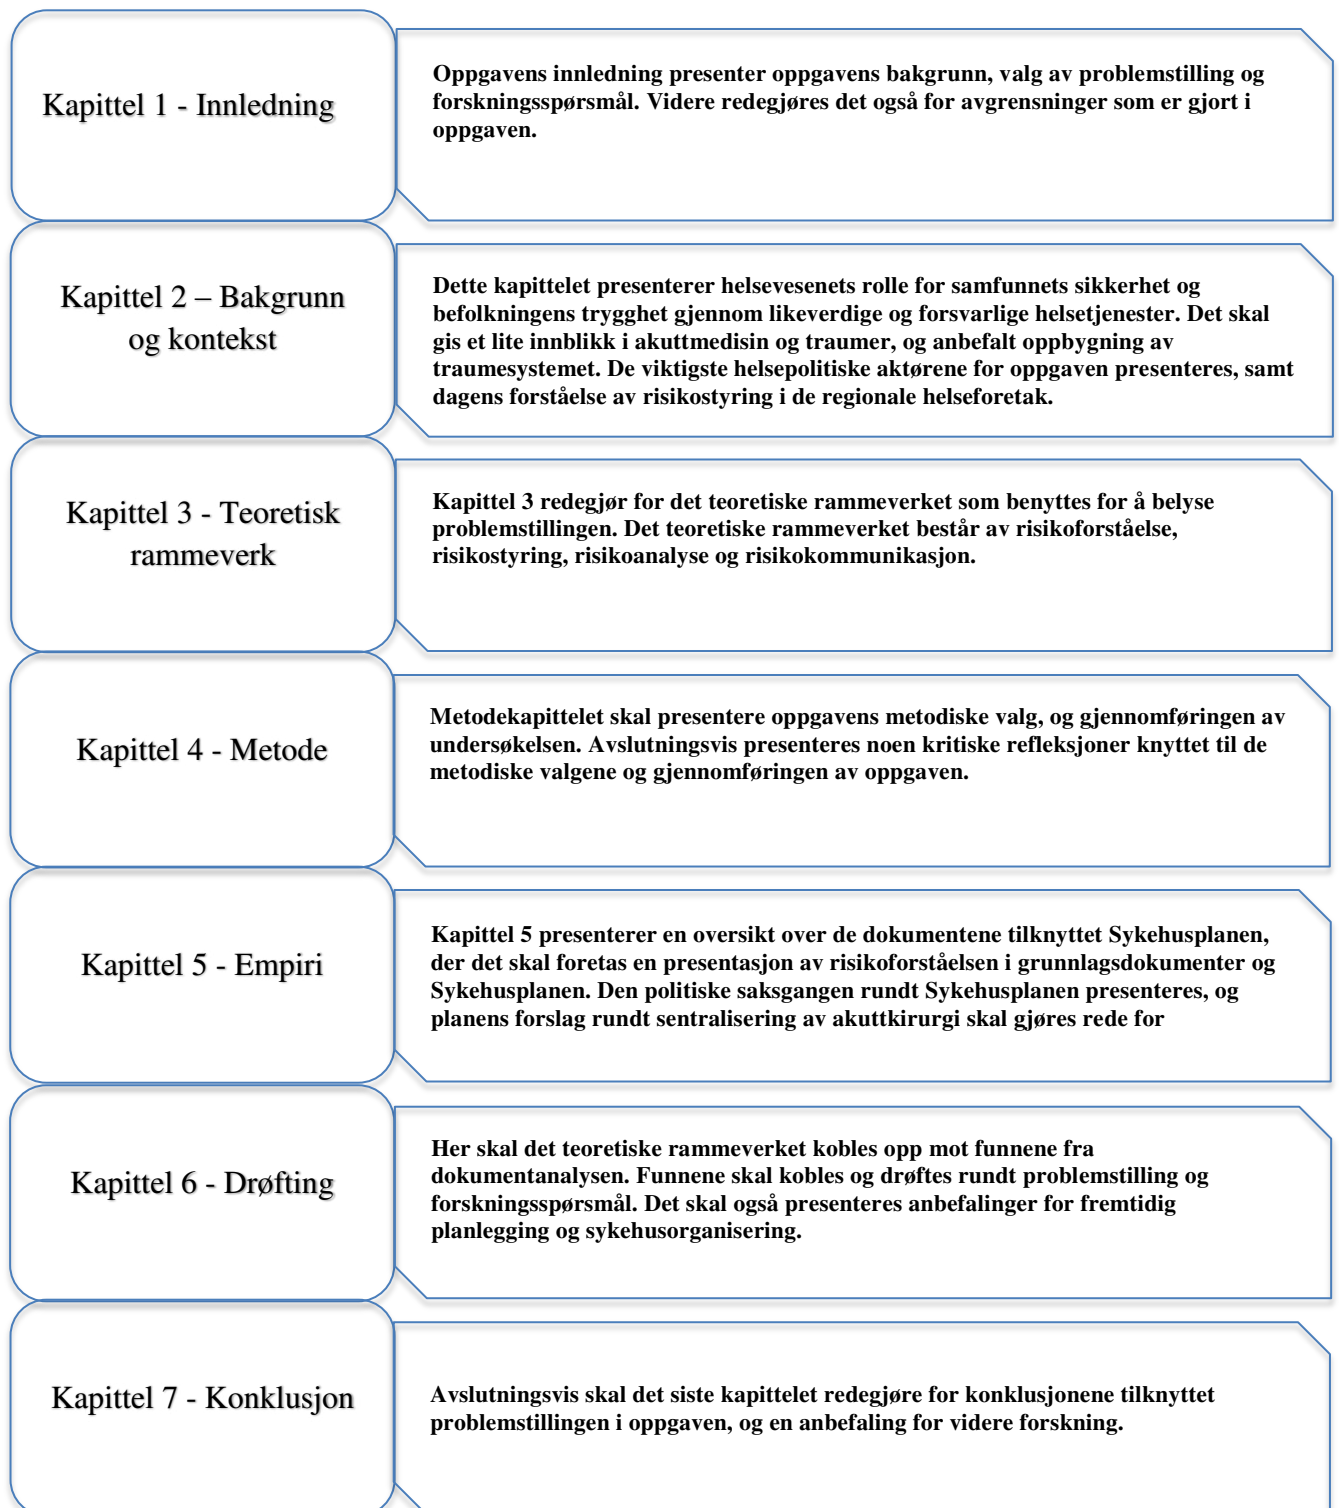 Kapittel 1 - Innledning
Oppgavens innledning presenter oppgavens bakgrunn, valg av problemstilling og
forskningsspørsmål. Videre redegjøres det også for avgrensninger som er gjort i
oppgaven.
Kapittel 2 – Bakgrunn
og kontekst
Dette kapittelet presenterer helsevesenets rolle for samfunnets sikkerhet og
befolkningens trygghet gjennom likeverdige og forsvarlige helsetjenester. Det skal
gis et lite innblikk i akuttmedisin og traumer, og anbefalt oppbygning av
traumesystemet. De viktigste helsepolitiske aktørene for oppgaven presenteres, samt
dagens forståelse av risikostyring i de regionale helseforetak.
Kapittel 3 - Teoretisk
rammeverk
Kapittel 3 redegjør for det teoretiske rammeverket som benyttes for å belyse
problemstillingen. Det teoretiske rammeverket består av risikoforståelse,
risikostyring, risikoanalyse og risikokommunikasjon.
Kapittel 4 - Metode
Metodekapittelet skal presentere oppgavens metodiske valg, og gjennomføringen av
undersøkelsen. Avslutningsvis presenteres noen kritiske refleksjoner knyttet til de
metodiske valgene og gjennomføringen av oppgaven.
Kapittel 5 - Empiri
Kapittel 5 presenterer en oversikt over de dokumentene tilknyttet Sykehusplanen,
der det skal foretas en presentasjon av risikoforståelsen i grunnlagsdokumenter og
Sykehusplanen. Den politiske saksgangen rundt Sykehusplanen presenteres, og
planens forslag rundt sentralisering av akuttkirurgi skal gjøres rede for
Kapittel 6 - Drøfting
Her skal det teoretiske rammeverket kobles opp mot funnene fra
dokumentanalysen. Funnene skal kobles og drøftes rundt problemstilling og
forskningsspørsmål. Det skal også presenteres anbefalinger for fremtidig
planlegging og sykehusorganisering.
Kapittel 7 - Konklusjon
Avslutningsvis skal det siste kapittelet redegjøre for konklusjonene tilknyttet
problemstillingen i oppgaven, og en anbefaling for videre forskning.